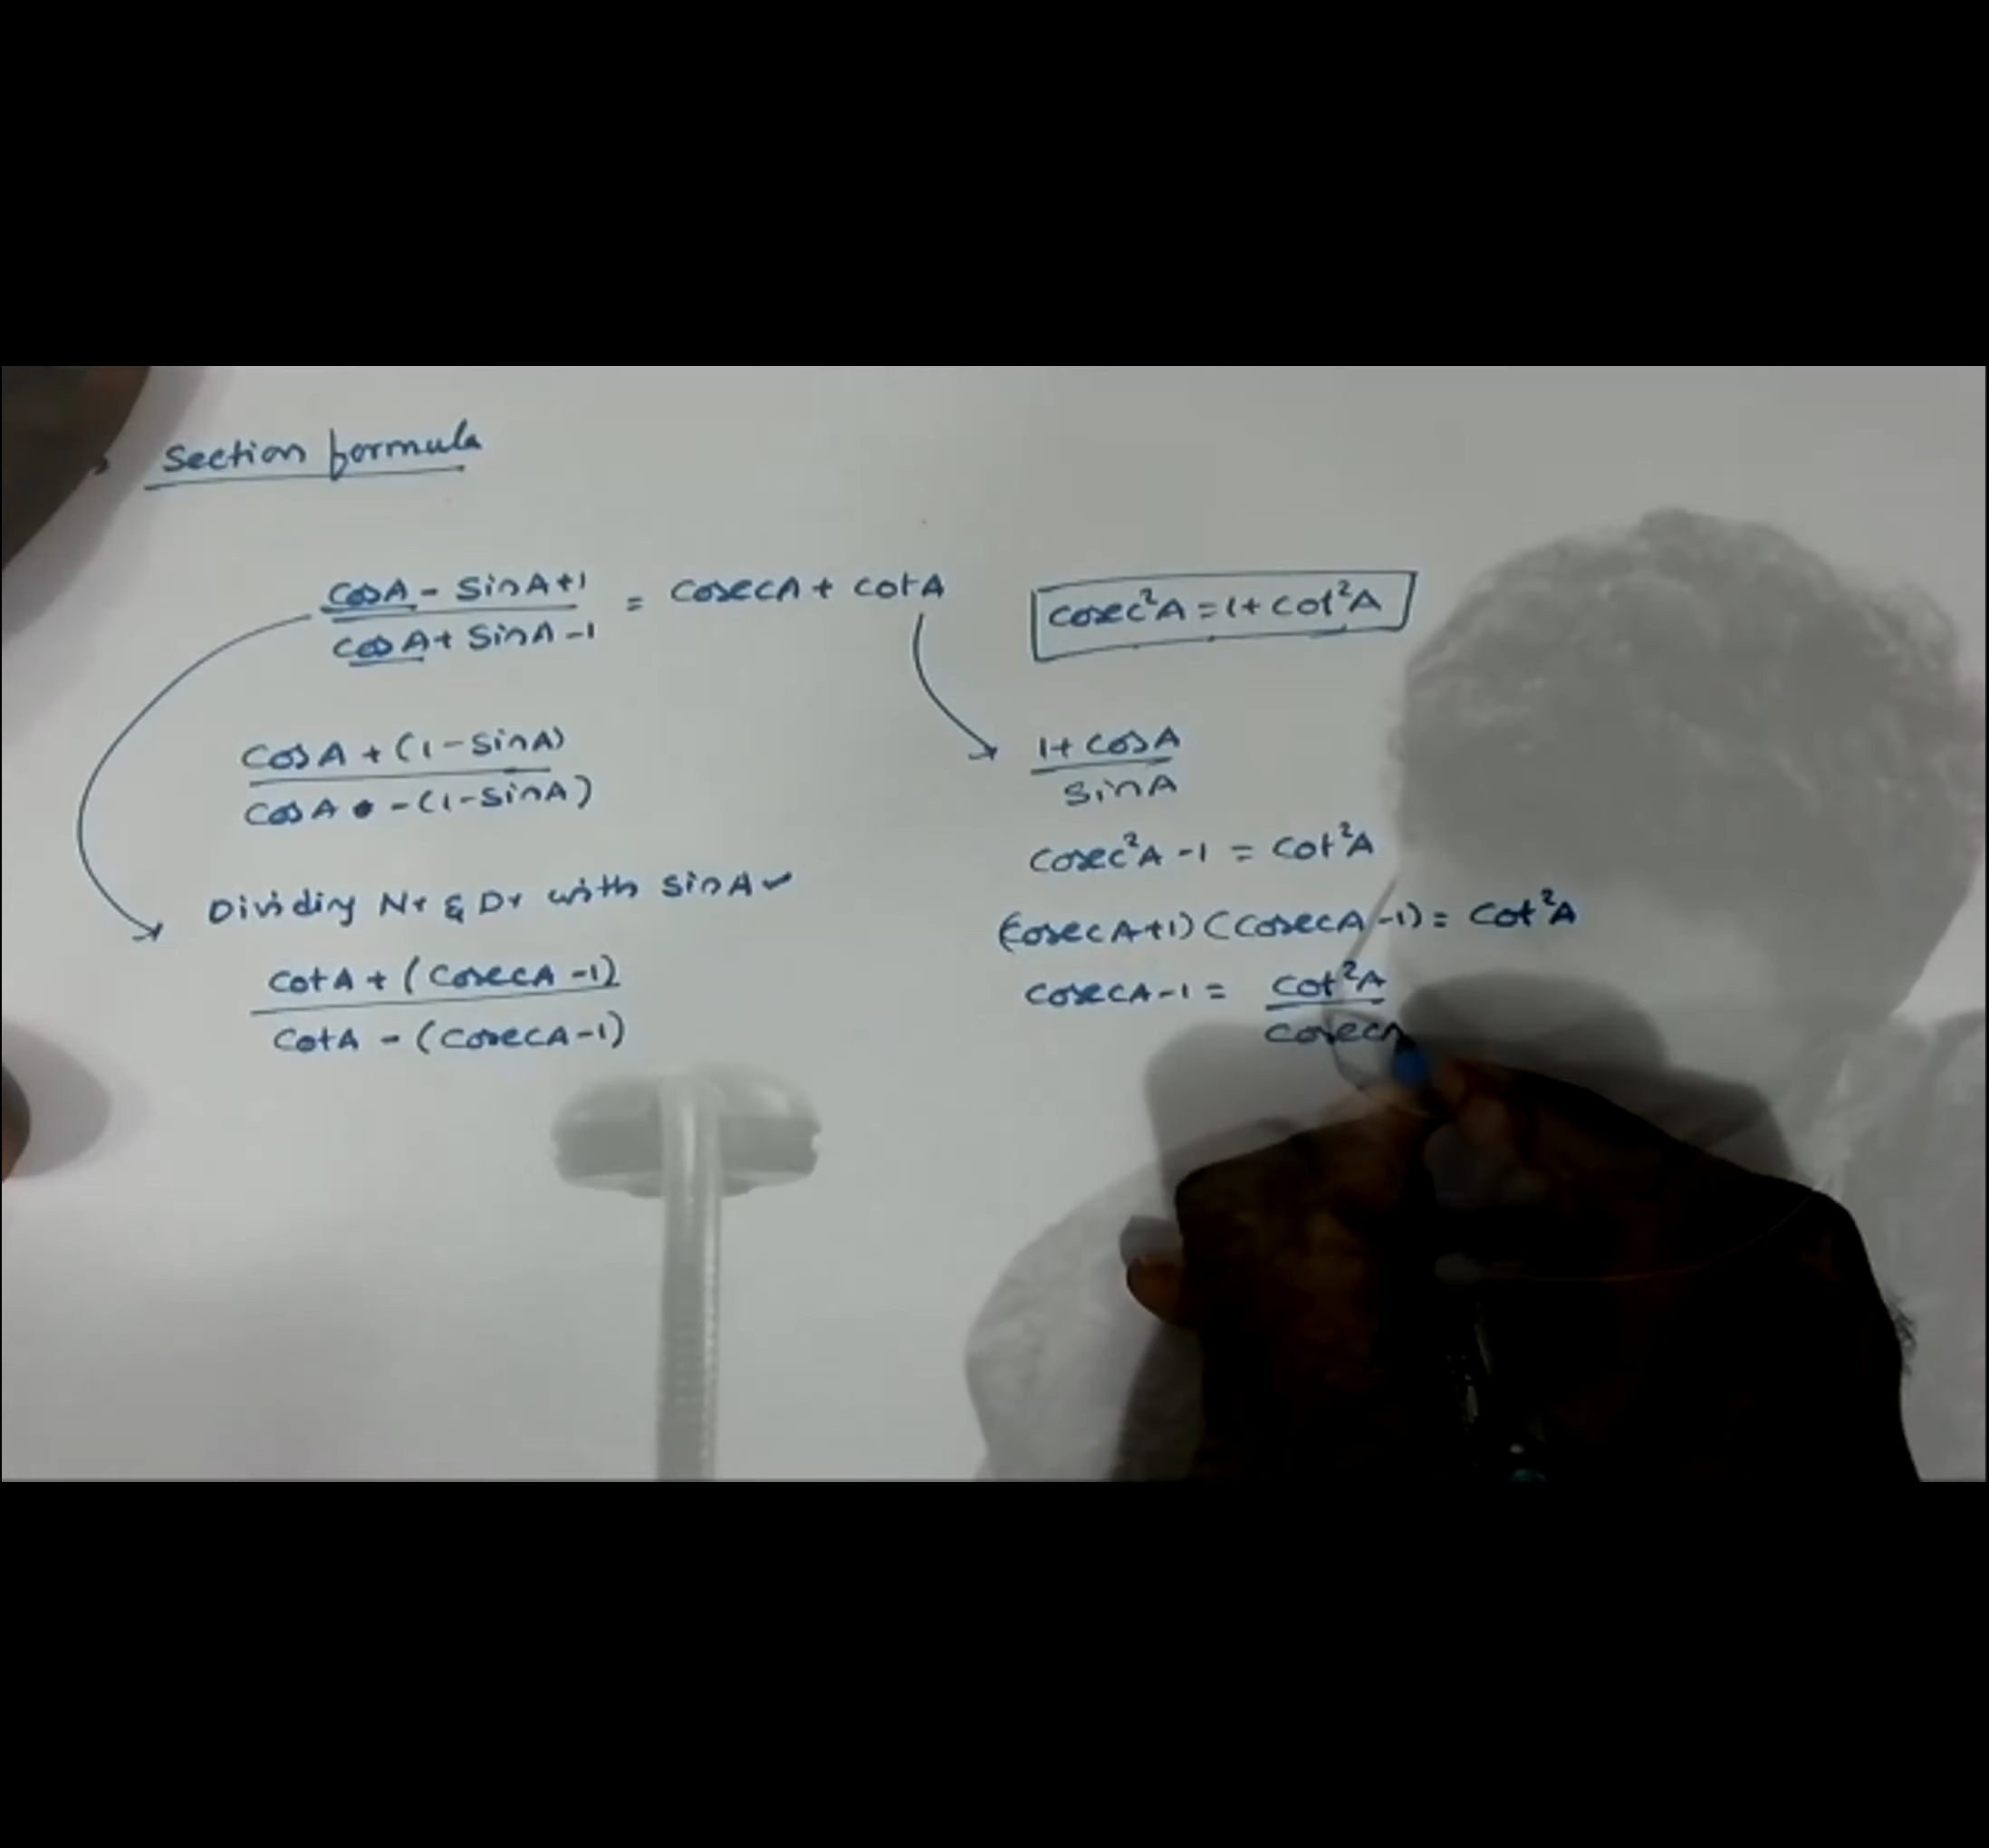 Section formula
cosA - sinA+1 / cosA + sinA-1 = cosecA + cotA
cosec²A = 1+ cot²A
cosA + (1-sinA) / cosA - (1-sinA)
1+ cosA / sinA
cosec²A -1 = cot²A
Dividing Nr & Dr with sinA
(cosecA+1)(cosecA-1) = cot²A
cotA + (cosecA-1) / cotA - (cosecA-1)
cosecA-1 = cot²A / cosecA